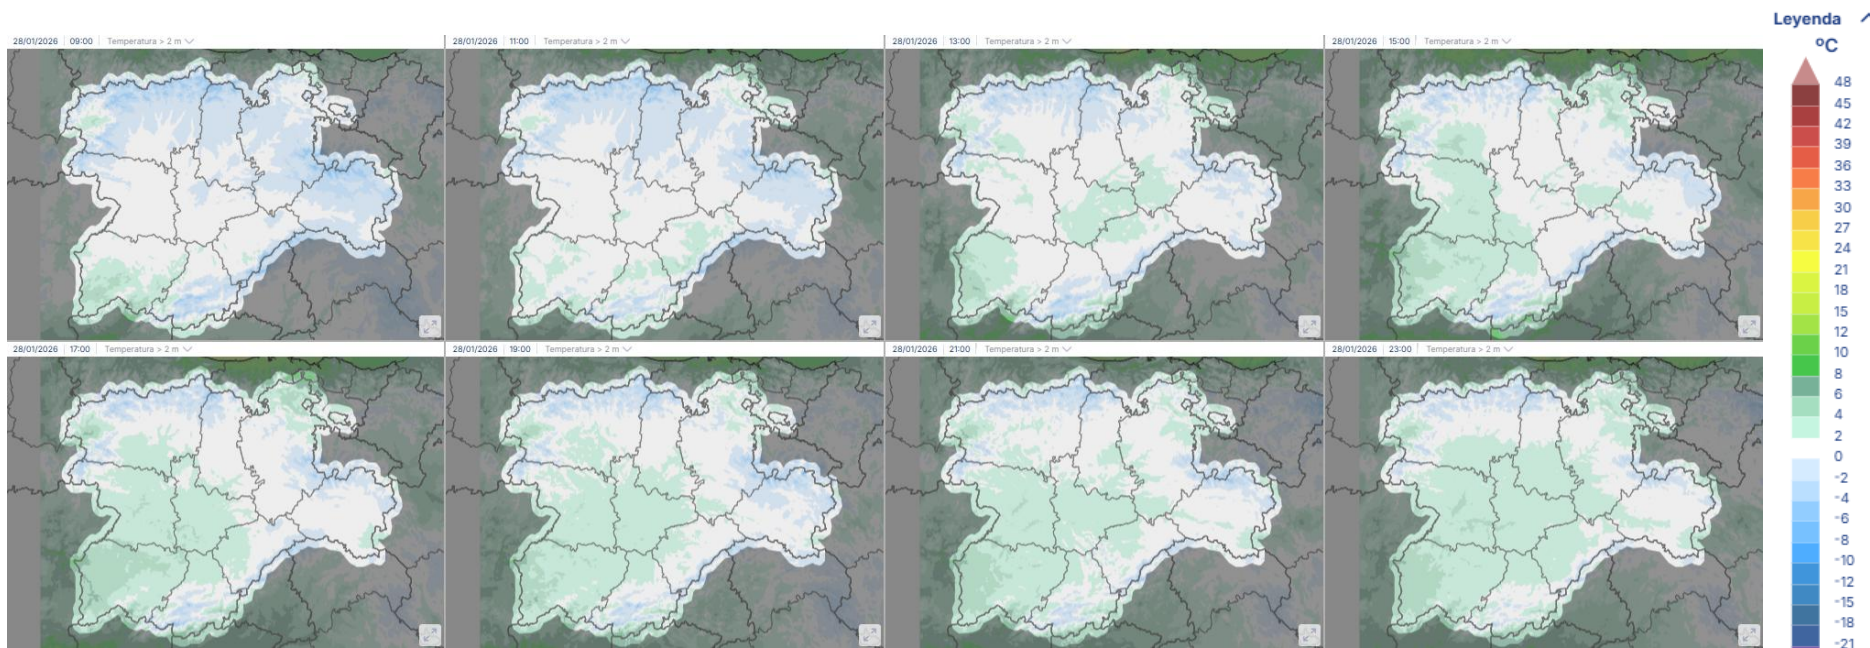 Leyenda
28/01/2026 09:00 Temperatura > 2 m
28/01/2026 11:00 Temperatura > 2 m
28/01/2026 13:00 Temperatura > 2 m
28/01/2026 15:00 Temperatura > 2 m
ºC
48
45
42
39
36
33
30
27
24
21
18
15
12
10
8
28/01/2026 17:00 Temperatura > 2 m
28/01/2026 19:00 Temperatura > 2 m
28/01/2026 21:00 Temperatura > 2 m
28/01/2026 23:00 Temperatura > 2 m
6
4
2
0
-2
-4
-6
-8
-10
-12
-15
-18
-21